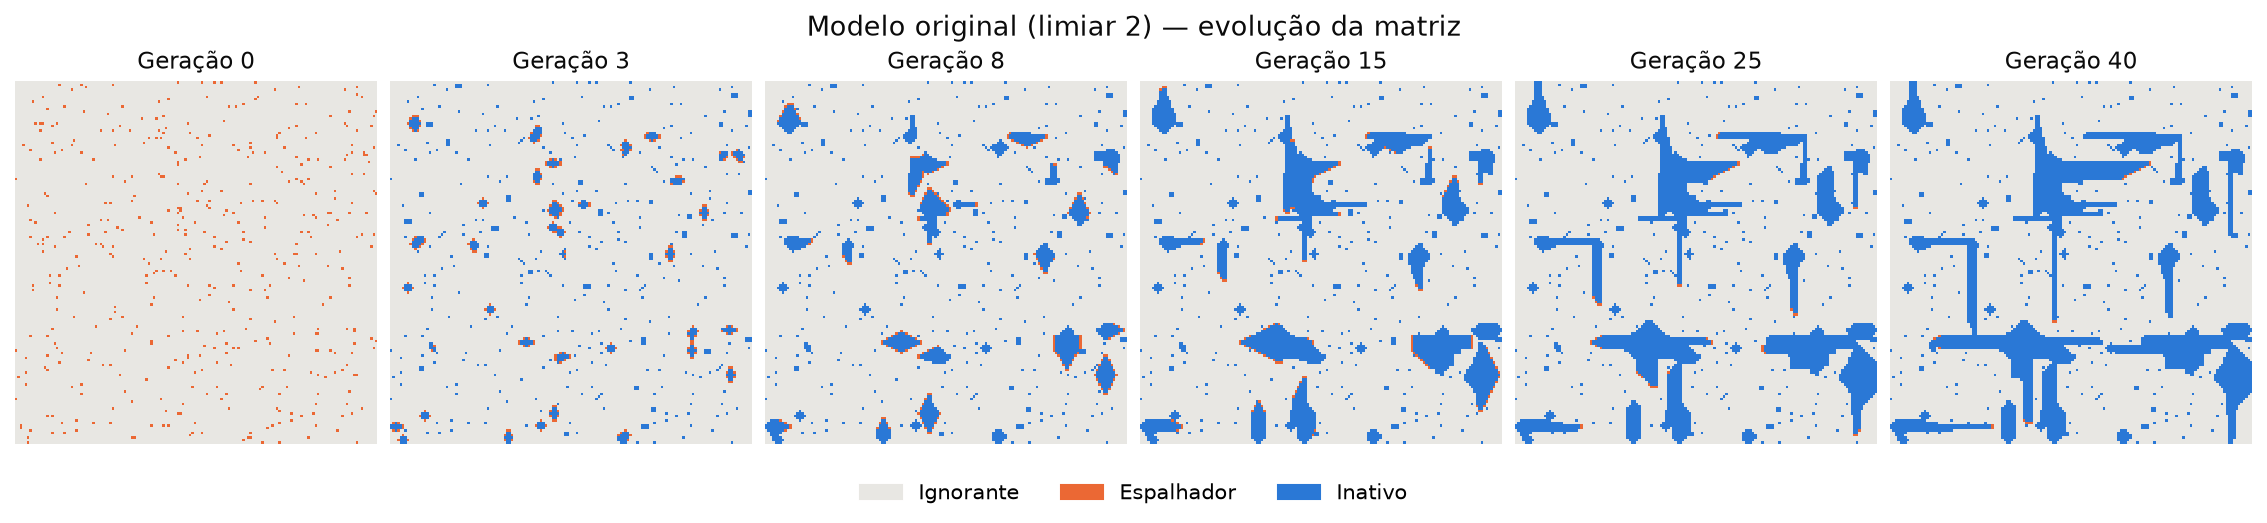 Modelo original (limiar 2) — evolução da matriz
Geração 0
Geração 3
Geração 8
Geração 15
Geração 25
Geração 40
Ignorante
Espalhador
Inativo